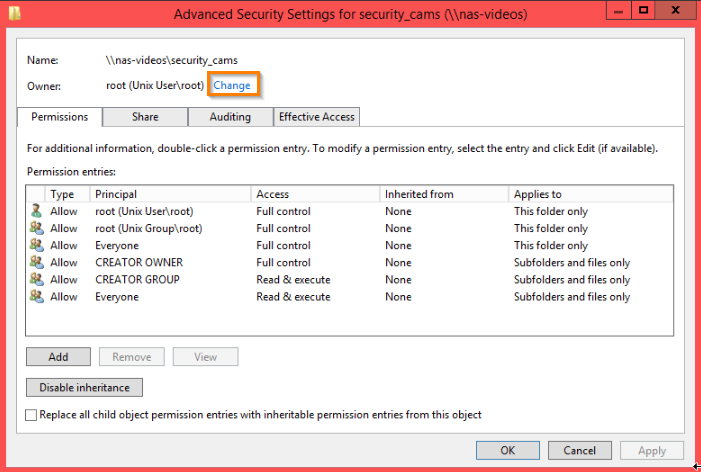 Advanced Security Settings for security_cams (\\nas-videos)
Name: \\nas-videos\security_cams
Owner: root (Unix User\root) Change
Permissions Share Auditing Effective Access
For additional information, double-click a permission entry. To modify a permission entry, select the entry and click Edit (if available).
Permission entries:
Type Principal Access Inherited from Applies to
Allow root (Unix User\root) Full control None This folder only
Allow root (Unix Group\root) Full control None This folder only
Allow Everyone Full control None This folder only
Allow CREATOR OWNER Full control None Subfolders and files only
Allow CREATOR GROUP Read & execute None Subfolders and files only
Allow Everyone Read & execute None Subfolders and files only
Add Remove View
Disable inheritance
Replace all child object permission entries with inheritable permission entries from this object
OK Cancel Apply